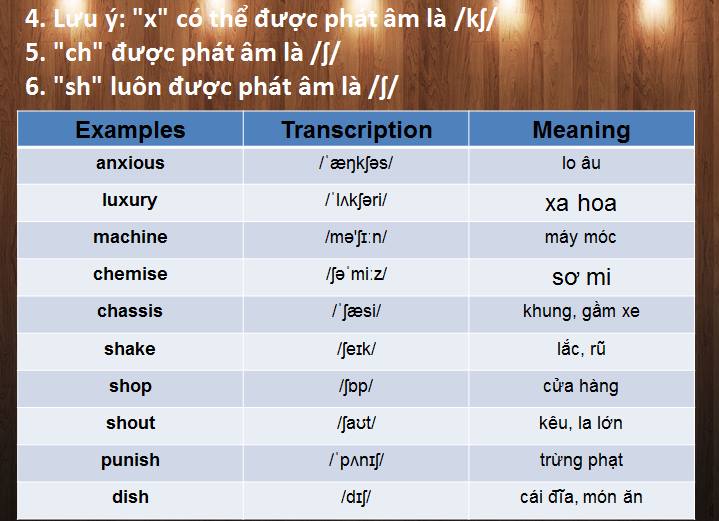 4. Lưu ý: "x" có thể được phát âm là /kʃ/
5. "ch" được phát âm là /ʃ/
6. "sh" luôn được phát âm là /ʃ/
Examples Transcription Meaning
anxious /ˈæŋkʃəs/ lo âu
luxury /ˈlʌkʃəri/ xa hoa
machine /mə'ʃɪːn/ máy móc
chemise /ʃəˈmiːz/ sơ mi
chassis /ˈʃæsi/ khung, gầm xe
shake /ʃeɪk/ lắc, rũ
shop /ʃɒp/ cửa hàng
shout /ʃaʊt/ kêu, la lớn
punish /ˈpʌnɪʃ/ trừng phạt
dish /dɪʃ/ cái đĩa, món ăn